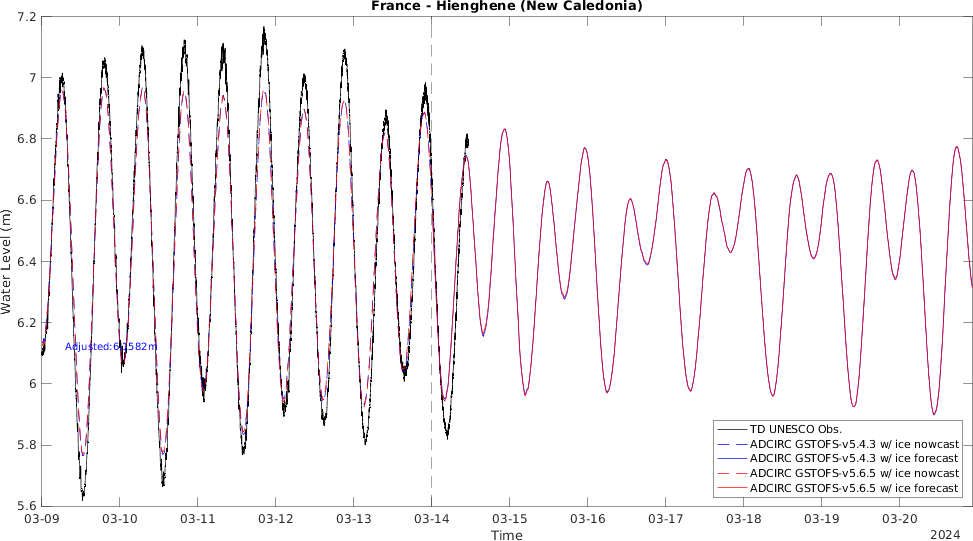 France - Hienghene (New Caledonia)
7.2
7
6.8
6.6
6.4
6.2
6
5.8
5.6
Water Level (m)
Adjusted:
TD UNESCO Obs.
ADCIRC GSTOFS-v5.4.3 w/ ice nowcast
ADCIRC GSTOFS-v5.4.3 w/ ice forecast
ADCIRC GSTOFS-v5.6.5 w/ ice nowcast
ADCIRC GSTOFS-v5.6.5 w/ ice forecast
03-09 03-10 03-11 03-12 03-13 03-14 03-15 03-16 03-17 03-18 03-19 03-20
Time
2024